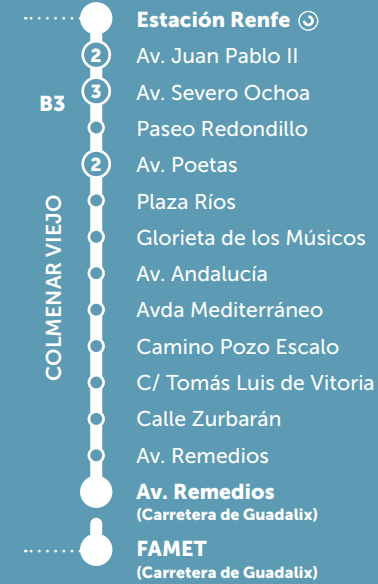 Estación Renfe
2 Av. Juan Pablo II
3 Av. Severo Ochoa
B3
Paseo Redondillo
2 Av. Poetas
Plaza Ríos
Glorieta de los Músicos
Av. Andalucía
Avda Mediterráneo
Camino Pozo Escalo
C/ Tomás Luis de Vitoria
Calle Zurbarán
Av. Remedios
COLMENAR VIEJO
Av. Remedios
(Carretera de Guadalix)
FAMET
(Carretera de Guadalix)